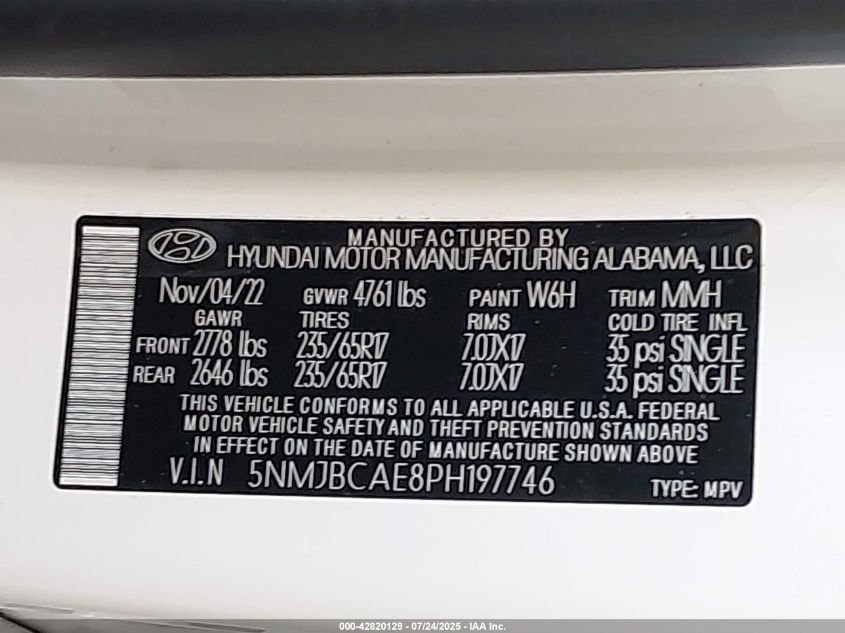 MANUFACTURED BY
HYUNDAI MOTOR MANUFACTURING ALABAMA, LLC
Nov/04/22 GVWR 4761 lbs PAINT W6H TRIM MMH
GAWR TIRES RIMS COLD TIRE INFL
FRONT 2778 lbs 235/65R17 7.0JX17 35 psi SINGLE
REAR 2646 lbs 235/65R17 7.0JX17 35 psi SINGLE
THIS VEHICLE CONFORMS TO ALL APPLICABLE U.S.A. FEDERAL
MOTOR VEHICLE SAFETY AND THEFT PREVENTION STANDARDS
IN EFFECT ON THE DATE OF MANUFACTURE SHOWN ABOVE
V.I.N 5NMJBCAE8PH197746 TYPE: MPV
000-42820129 - 07/24/2025 - IAA Inc.